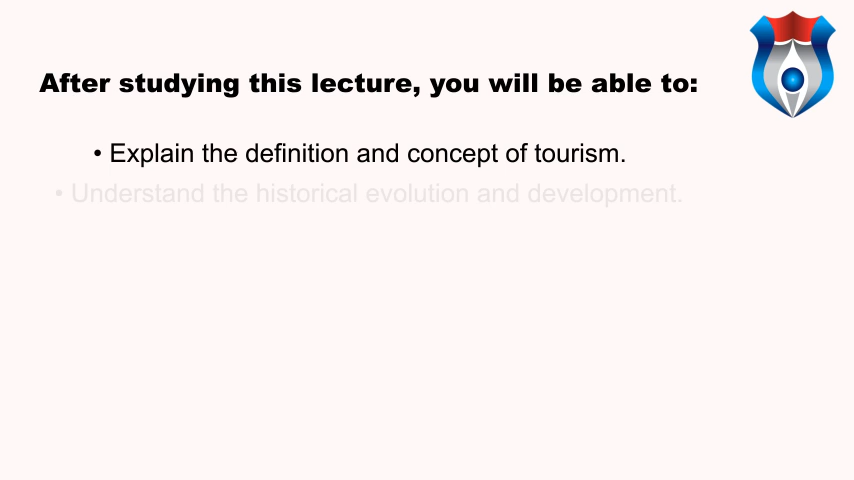 After studying this lecture, you will be able to:
• Explain the definition and concept of tourism.
• Understand the historical evolution and development.